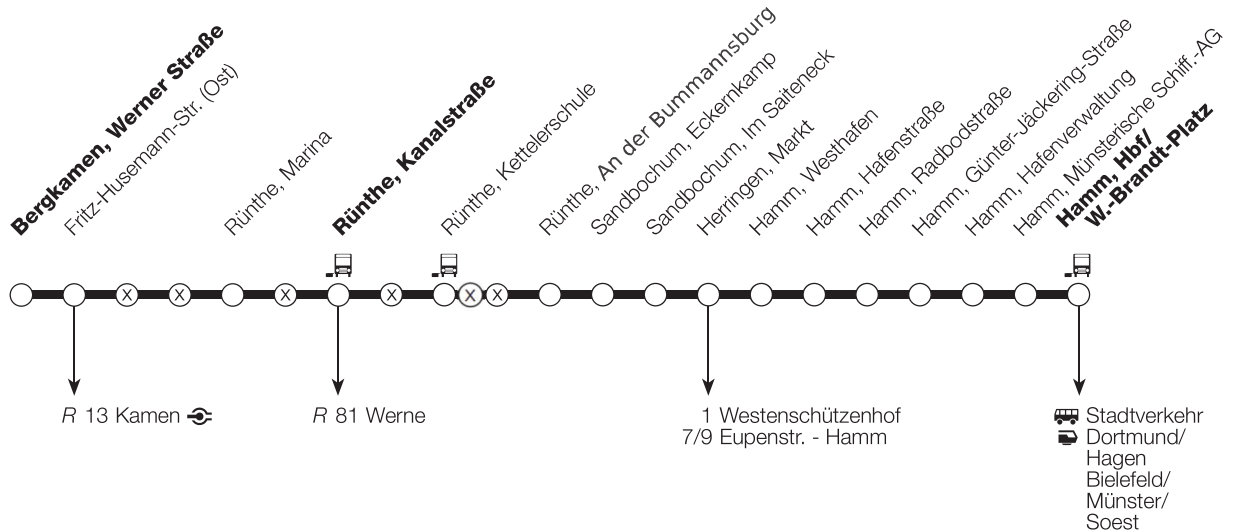 Bergkamen, Werner Straße
Fritz-Husemann-Str. (Ost)
Rünthe, Marina
Rünthe, Kanalstraße
Rünthe, Kettelerschule
Rünthe, An der Bummannsburg
Sandbochum, Eckernkamp
Sandbochum, Im Saiteneck
Herringen, Markt
Hamm, Westhafen
Hamm, Hafenstraße
Hamm, Radbodstraße
Hamm, Günter-Jäckering-Straße
Hamm, Hafenverwaltung
Hamm, Münsterische Schiff.-AG
Hamm, Hbf/
W.-Brandt-Platz
X X X X X X
R 13 Kamen
R 81 Werne
1 Westenschützenhof
7/9 Eupenstr. - Hamm
Stadtverkehr
Dortmund/
Hagen
Bielefeld/
Münster/
Soest